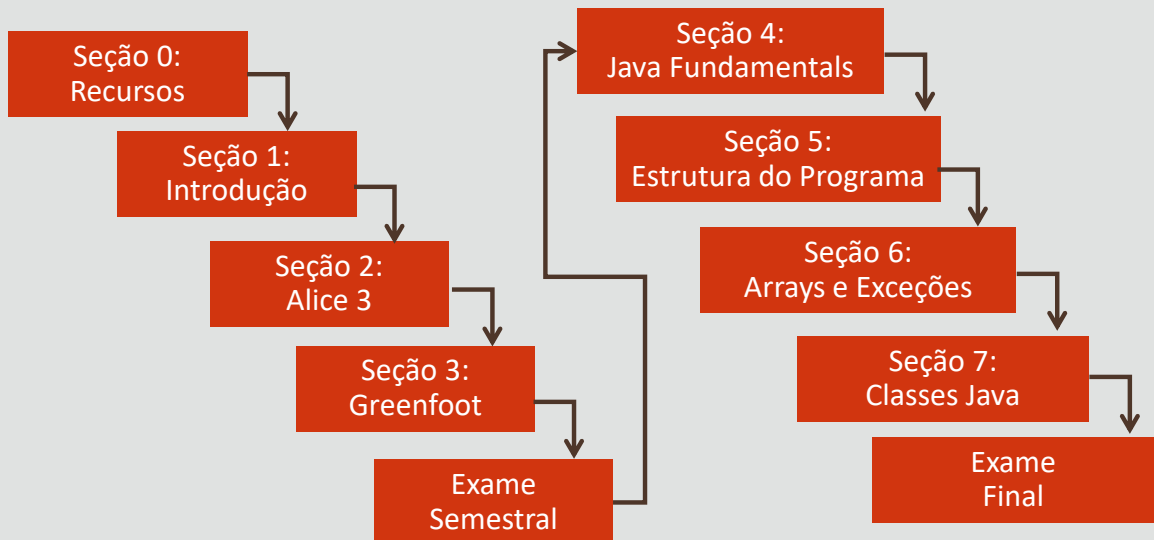 Seção 0:
Recursos
Seção 1:
Introdução
Seção 2:
Alice 3
Seção 3:
Greenfoot
Exame
Semestral
Seção 4:
Java Fundamentals
Seção 5:
Estrutura do Programa
Seção 6:
Arrays e Exceções
Seção 7:
Classes Java
Exame
Final